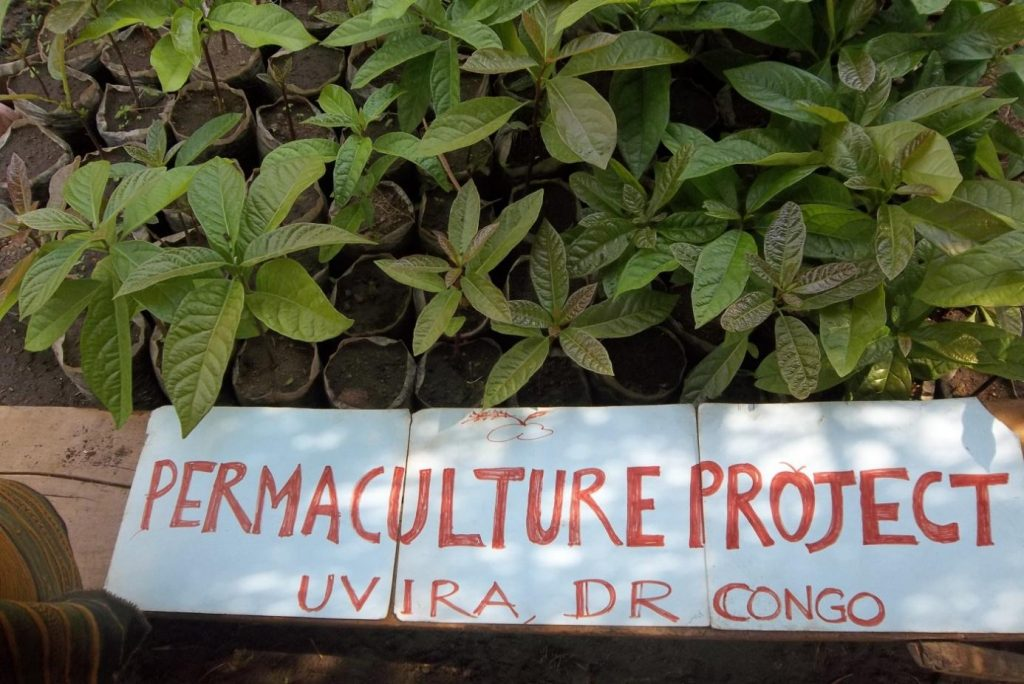 PERMACULTURE PROJECT
UVIRA, DR CONGO